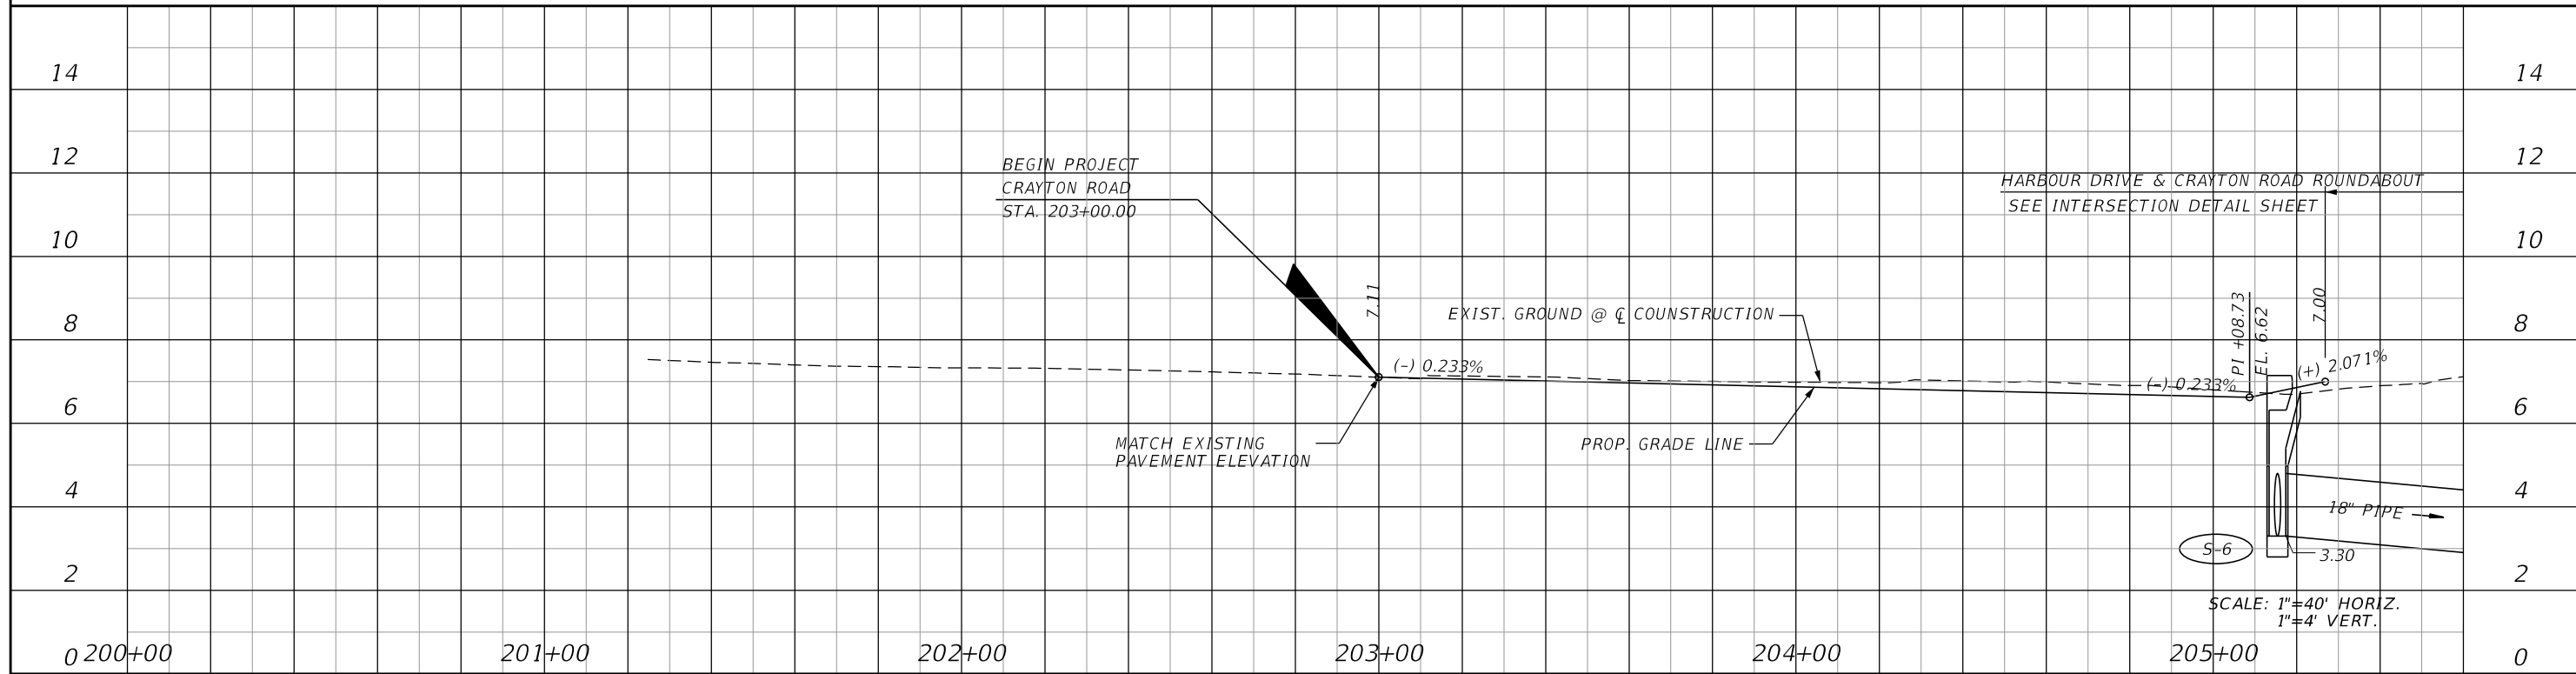 14
14
12
12
BEGIN PROJECT
CRAYTON ROAD
STA. 203+00.00
HARBOUR DRIVE & CRAYTON ROAD ROUNDABOUT
SEE INTERSECTION DETAIL SHEET
10
10
7.11
EXIST. GROUND @ ℄ COUNSTRUCTION
PI +08.73
EL. 6.62
7.00
8
8
(-) 0.233%
(-) 0.233%
(+) 2.071%
6
6
MATCH EXISTING
PAVEMENT ELEVATION
PROP. GRADE LINE
4
4
18" PIPE
S-6
3.30
2
2
SCALE: 1"=40' HORIZ.
1"=4' VERT.
0
200+00
201+00
202+00
203+00
204+00
205+00
0